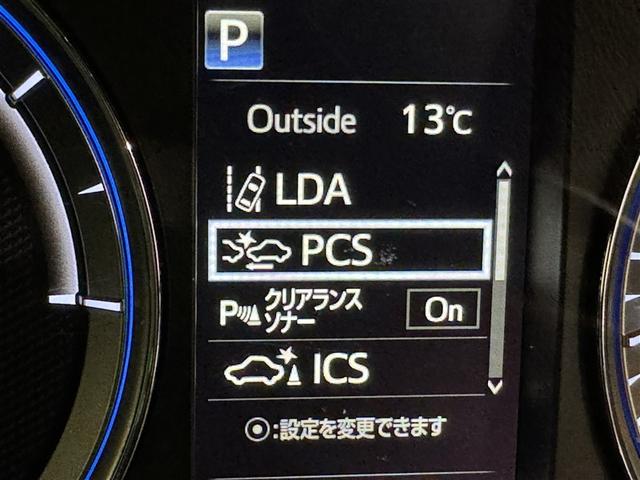 P
Outside 13℃
LDA
PCS
P クリアランス
ソナー On
ICS
◉:設定を変更できます